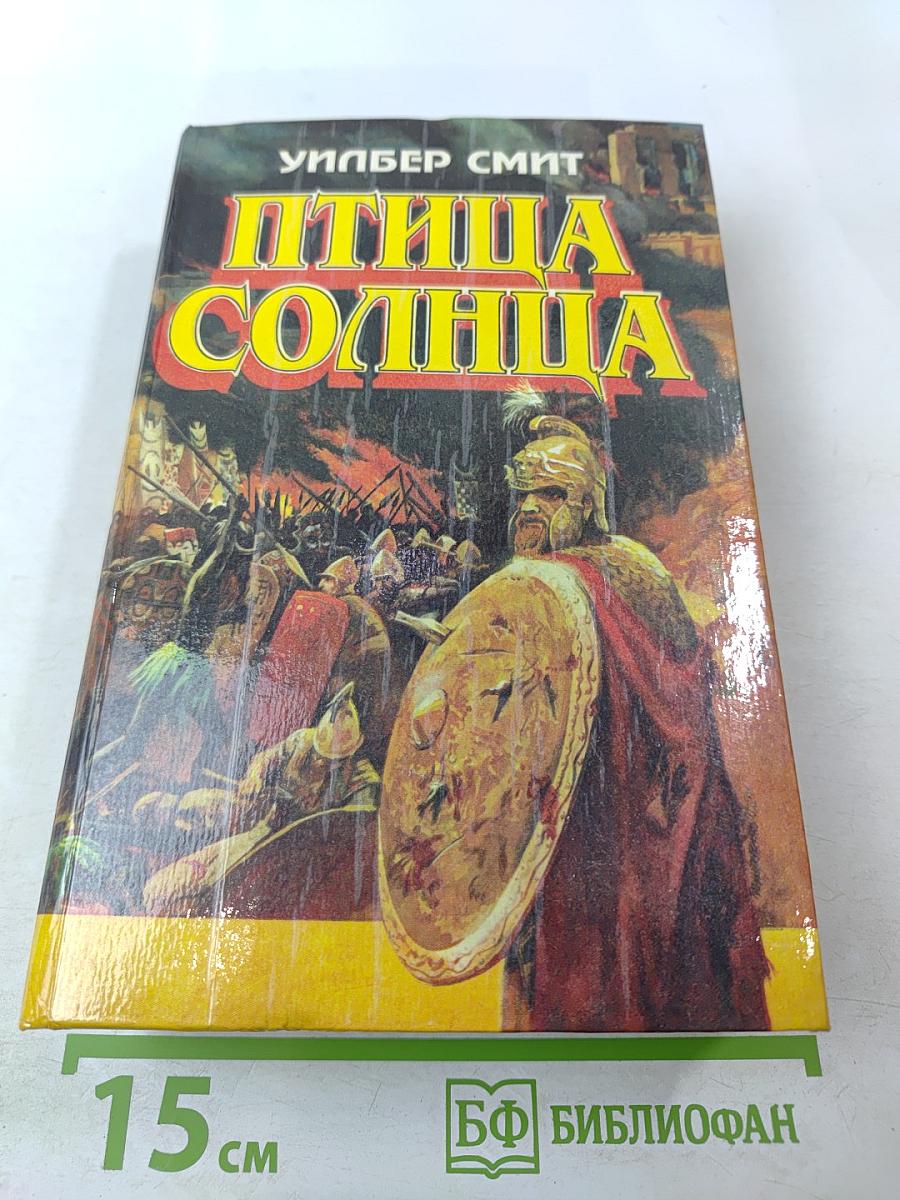 УИЛБЕР СМИТ
ПТИЦА
СОЛНЦА
15 см
БФ БИБЛИОФАН